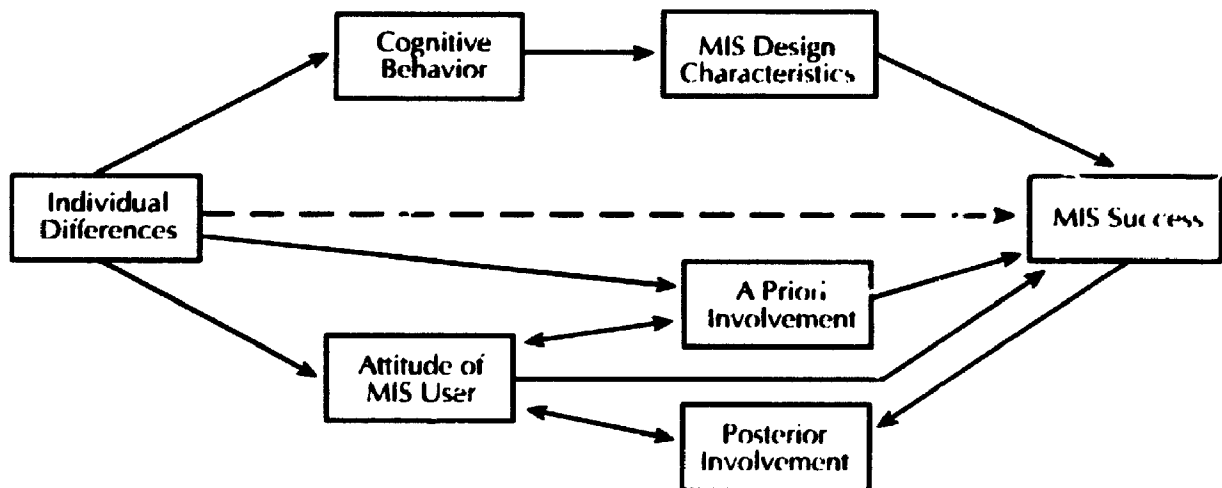 Cognitive
Behavior
MIS Design
Characteristics
Individual
Differences
MIS Success
A Priori
Involvement
Attitude of
MIS User
Posterior
Involvement